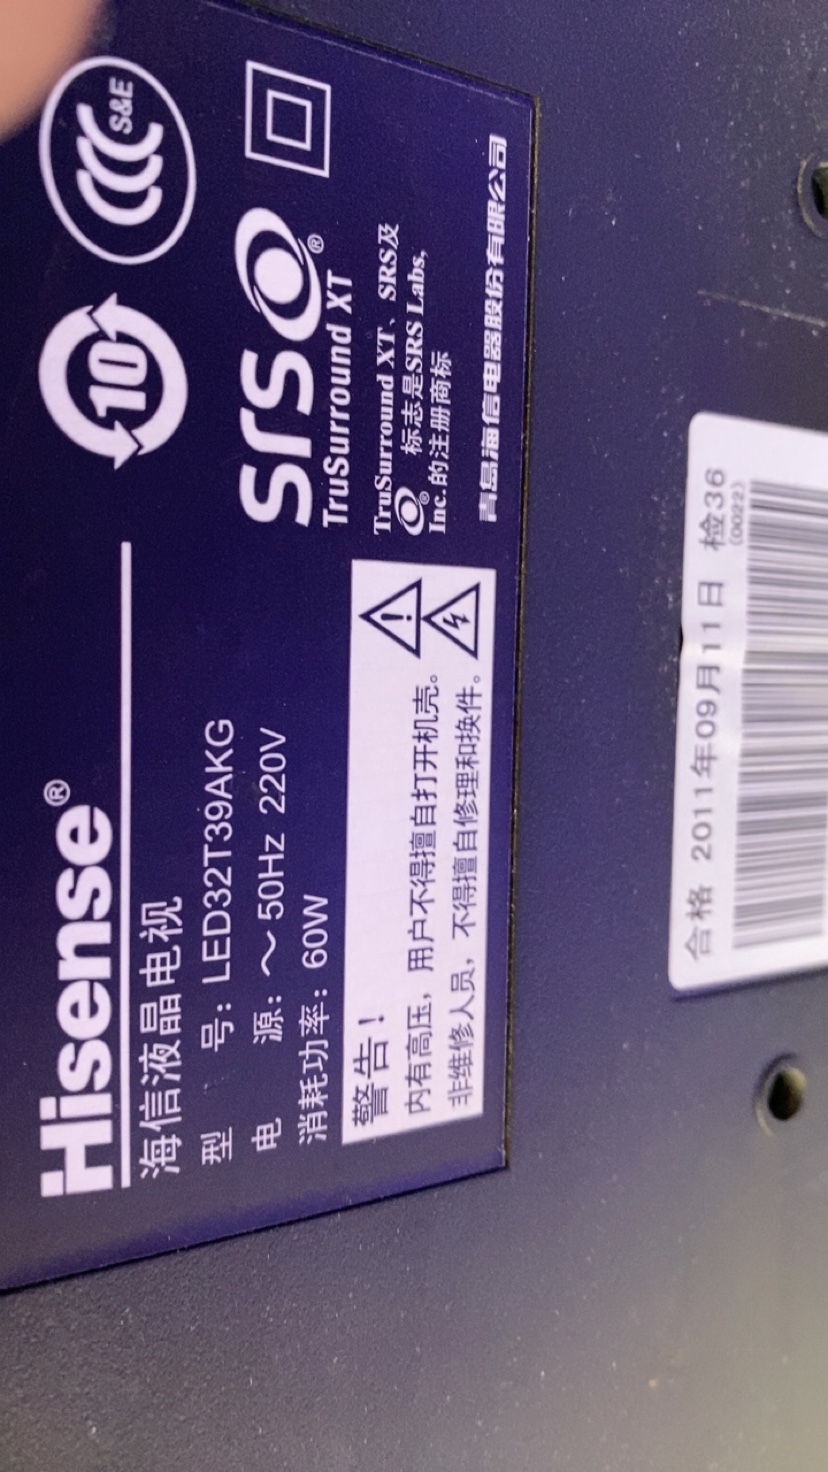 Hisense®
海信液晶电视
型 号：LED32T39AKG
电 源：～50Hz 220V
消耗功率：60W
警告！
内有高压，用户不得擅自打开机壳。
非维修人员，不得擅自修理和换件。
10
S&E
SRS®
TruSurround XT
TruSurround XT、SRS及
® 标志是SRS Labs,
Inc.的注册商标
青岛海信电器股份有限公司
合格 2011年09月11日 检36
(0022)